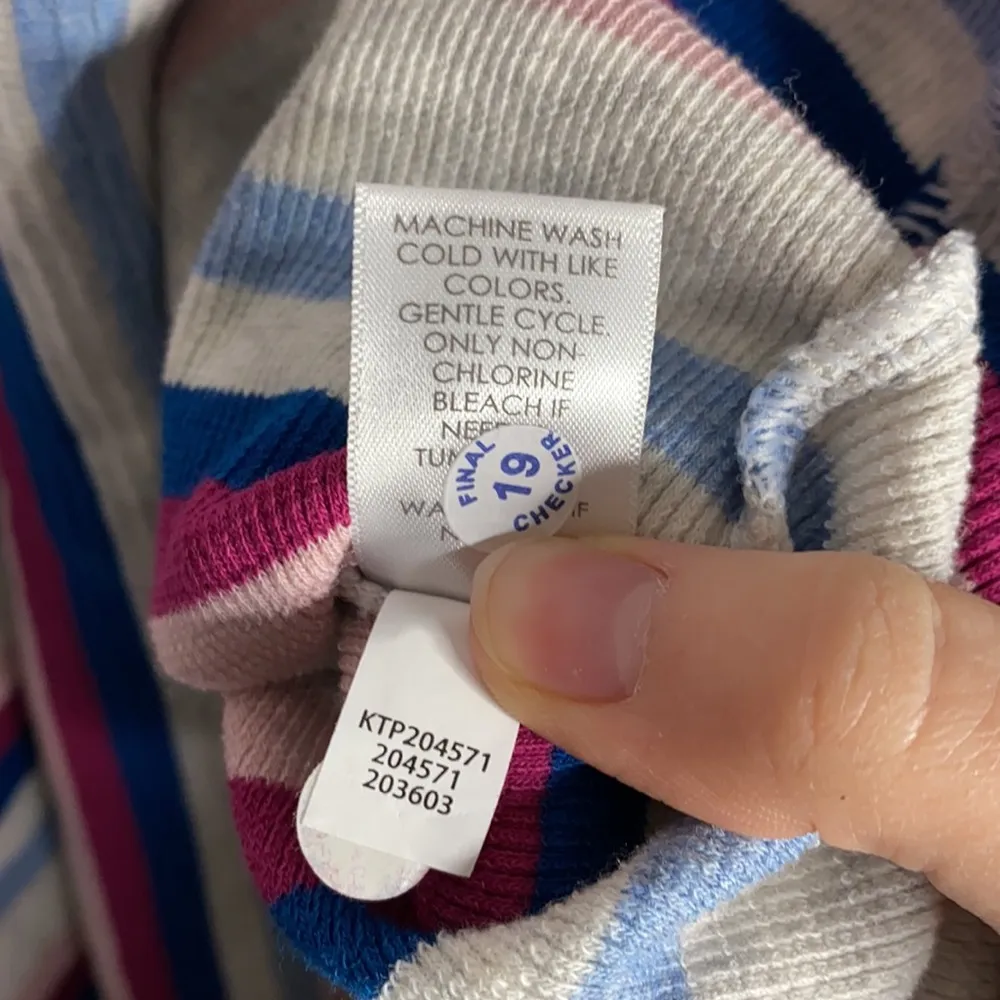 MACHINE WASH
COLD WITH LIKE
COLORS.
GENTLE CYCLE.
ONLY NON-
CHLORINE
BLEACH IF
FINAL
19
CHECKER
KTP204571
204571
203603